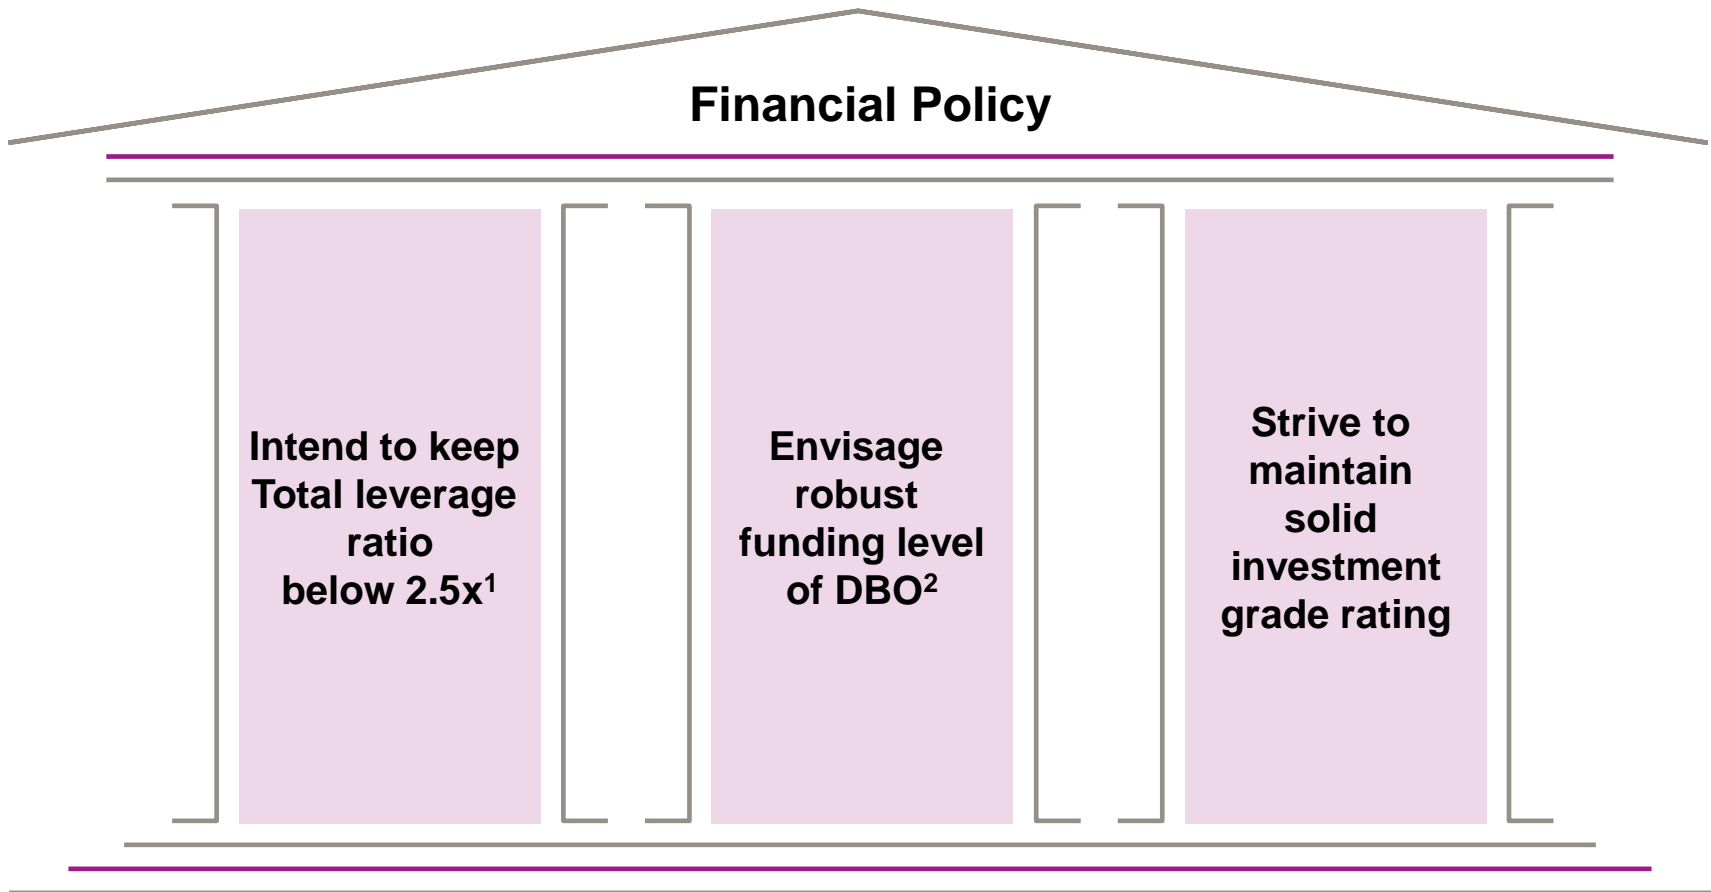 Financial Policy
Intend to keep
Total leverage
ratio
below 2.5x¹
Envisage
robust
funding level
of DBO²
Strive to
maintain
solid
investment
grade rating